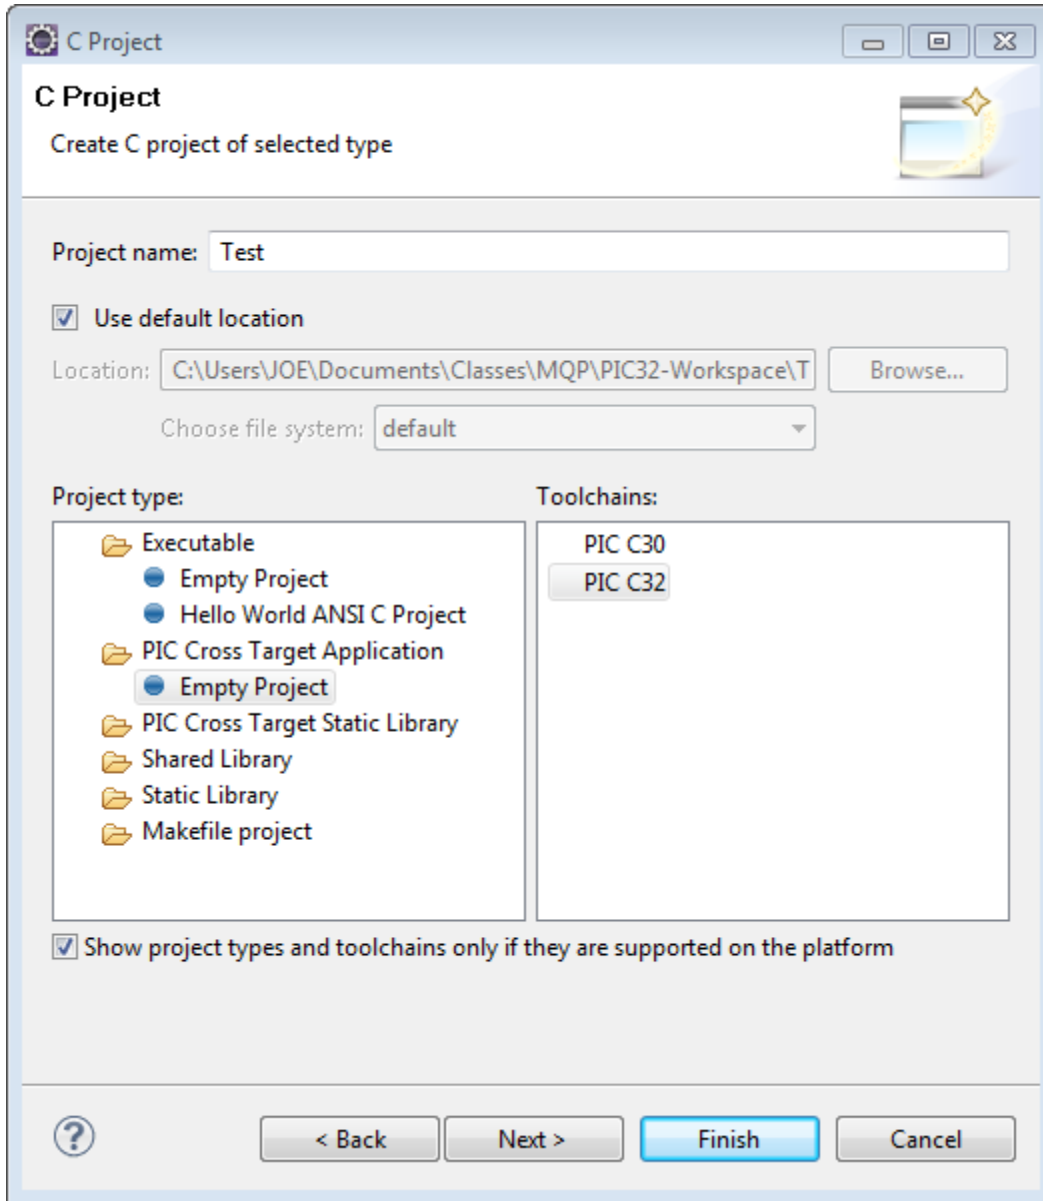 C Project
C Project
Create C project of selected type
Project name: Test
Use default location
Location: C:\Users\JOE\Documents\Classes\MQP\PIC32-Workspace\T Browse...
Choose file system: default
Project type: Toolchains:
Executable PIC C30
Empty Project PIC C32
Hello World ANSI C Project
PIC Cross Target Application
Empty Project
PIC Cross Target Static Library
Shared Library
Static Library
Makefile project
Show project types and toolchains only if they are supported on the platform
? < Back Next > Finish Cancel